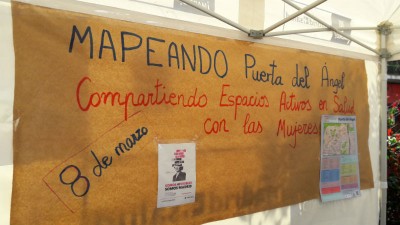 MAPEANDO Puerta del Ángel
Compartiendo Espacios Activos en Salud
con las Mujeres
8 de marzo